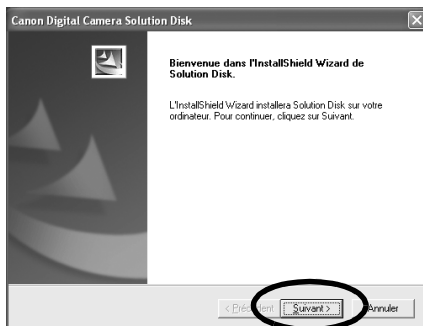 Canon Digital Camera Solution Disk
Bienvenue dans l'InstallShield Wizard de
Solution Disk.
L'InstallShield Wizard installera Solution Disk sur votre
ordinateur. Pour continuer, cliquez sur Suivant.
< Précédent Suivant > Annuler